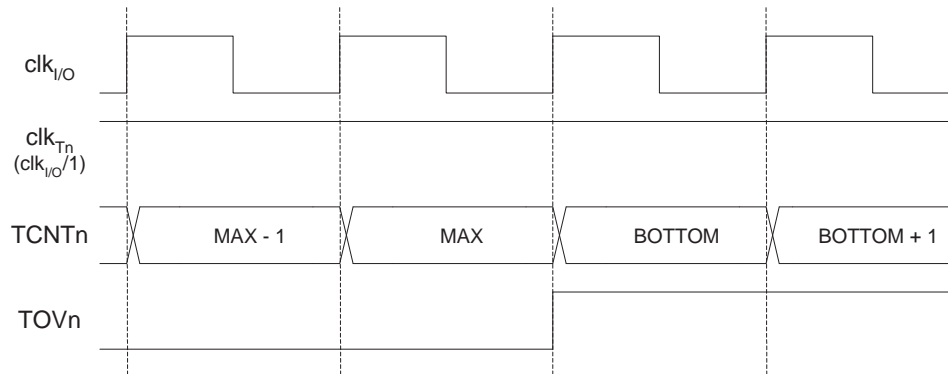 clkI/O
clkTn
(clkI/O/1)
TCNTn MAX - 1 MAX BOTTOM BOTTOM + 1
TOVn